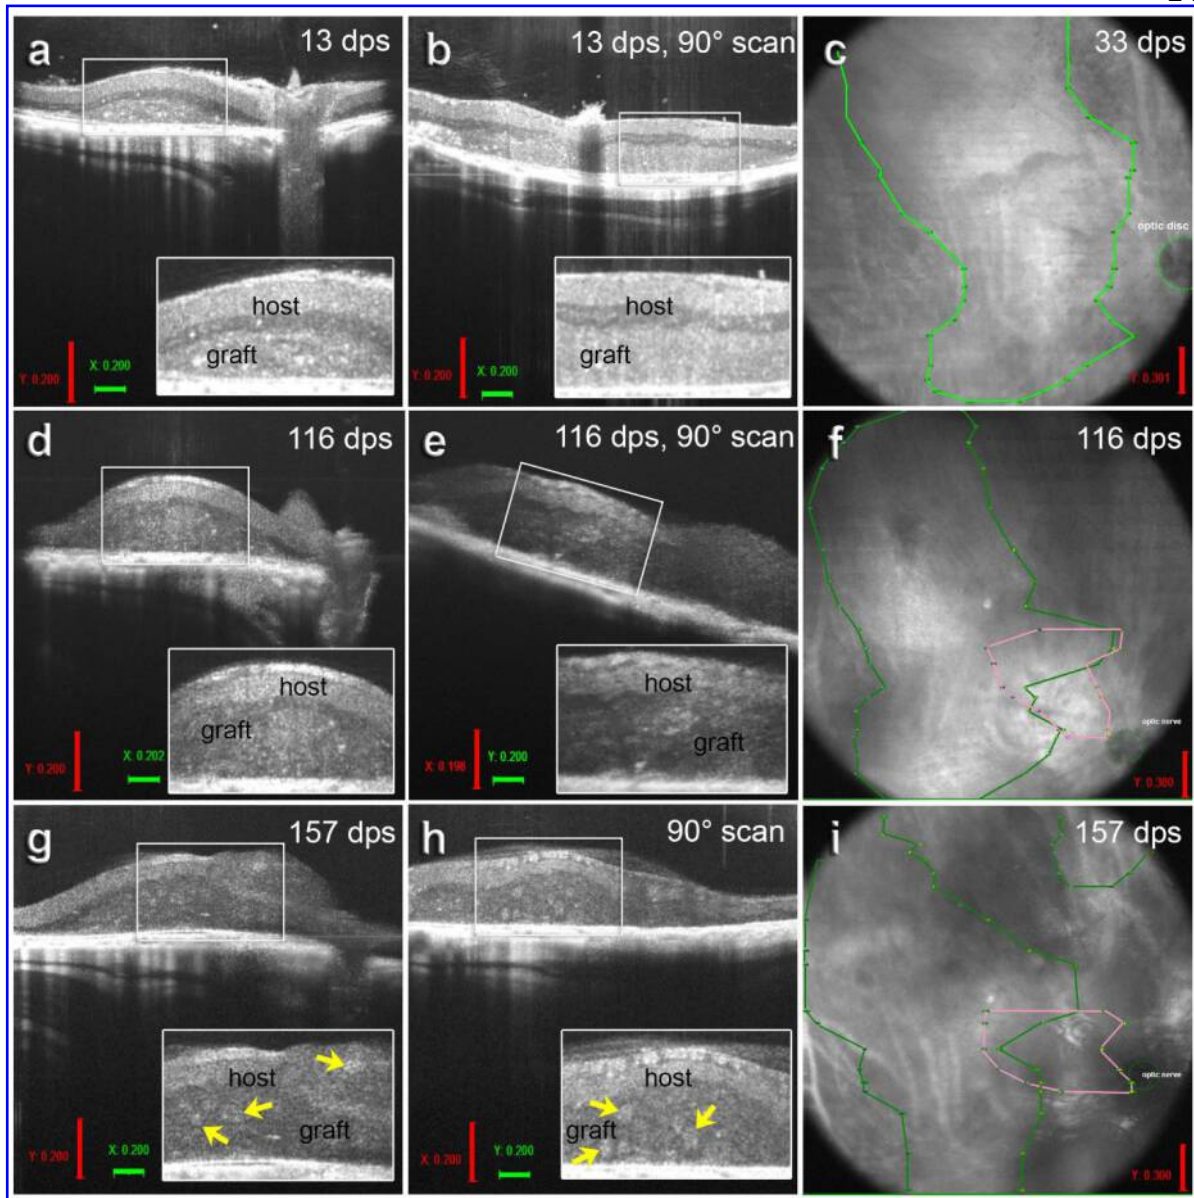 a
13 dps
host
graft
Y: 0.200
X: 0.200
b
13 dps, 90° scan
host
graft
Y: 0.200
X: 0.200
c
33 dps
optic disc
Y: 0.301
d
116 dps
host
graft
Y: 0.200
X: 0.202
e
116 dps, 90° scan
host
graft
X: 0.198
Y: 0.200
f
116 dps
optic nerve
Y: 0.300
g
157 dps
host
graft
Y: 0.200
X: 0.200
h
90° scan
host
graft
X: 0.200
Y: 0.200
i
157 dps
optic nerve
Y: 0.300